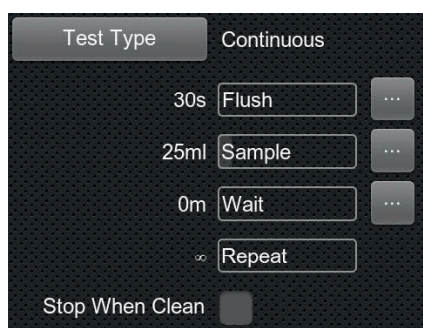 Test Type Continuous
30s Flush ...
25ml Sample ...
0m Wait ...
∞ Repeat
Stop When Clean